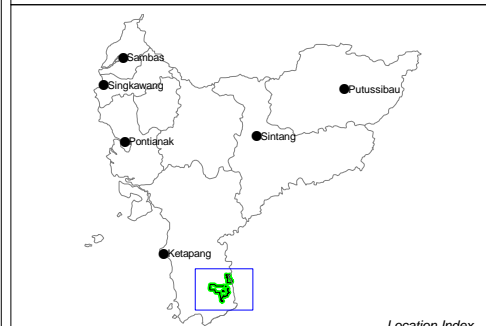 Sambas
Singkawang
Putussibau
Sintang
Pontianak
Ketapang
Location Index